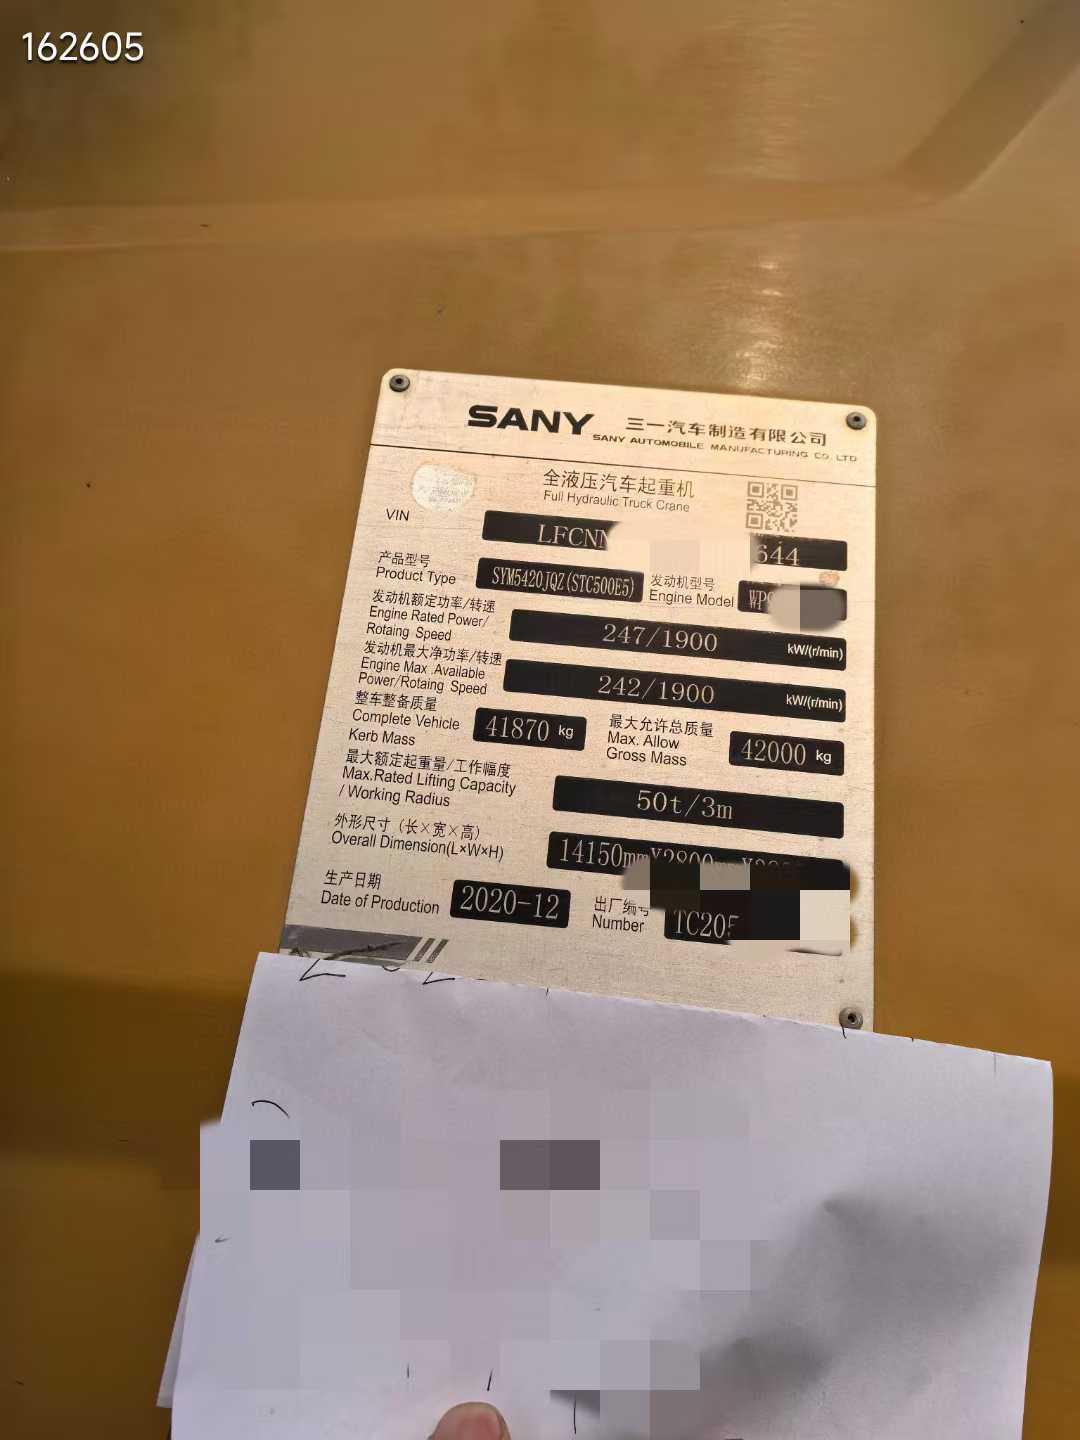 162605
SANY 三一汽车制造有限公司
SANY AUTOMOBILE MANUFACTURING CO. LTD
全液压汽车起重机
Full Hydraulic Truck Crane
VIN LFCNN 644
产品型号 发动机型号
Product Type SYM5420JQZ(STC500E5) Engine Model WP
发动机额定功率/转速
Engine Rated Power/
Rotaing Speed 247/1900 kW/(r/min)
发动机最大净功率/转速
Engine Max .Available
Power/Rotaing Speed 242/1900 kW/(r/min)
整车整备质量 最大允许总质量
Complete Vehicle 41870 kg Max. Allow 42000 kg
Kerb Mass Gross Mass
最大额定起重量/工作幅度
Max.Rated Lifting Capacity
/ Working Radius 50t/3m
外形尺寸（长×宽×高）
Overall Dimension(L×W×H) 14150mmX2800mmX
生产日期 出厂编号
Date of Production 2020-12 Number TC205